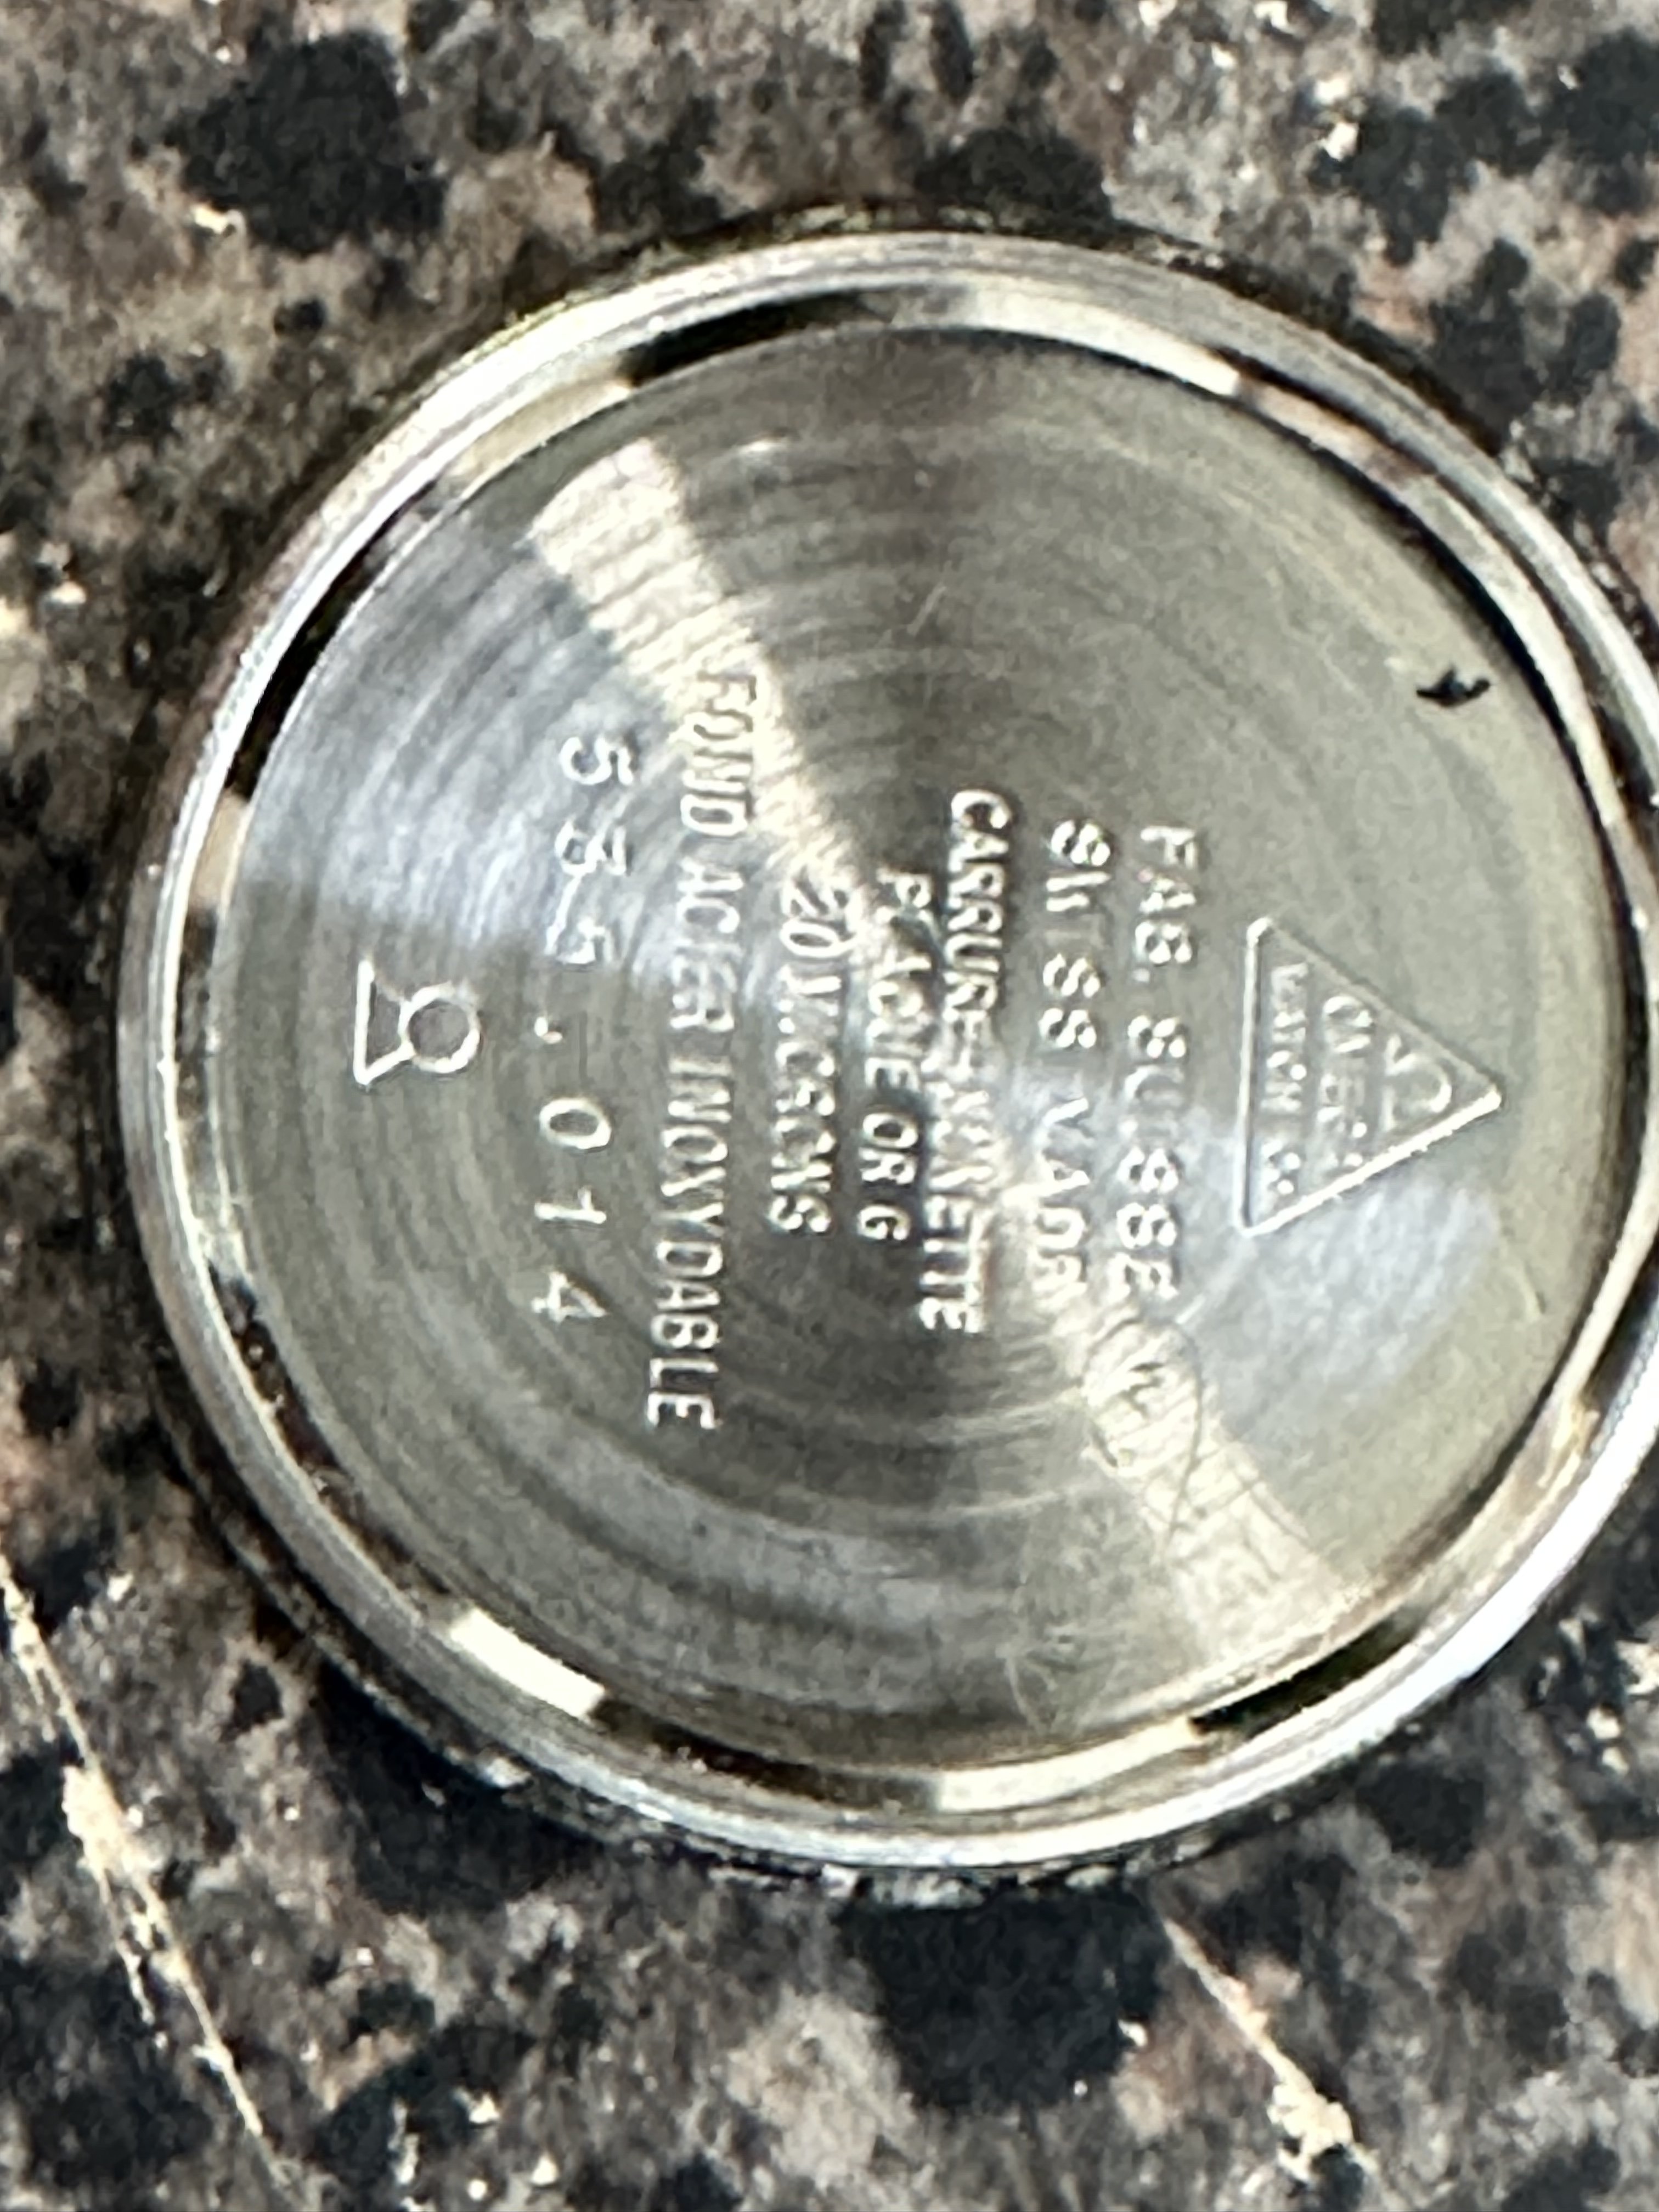 Ω
OMEGA
WATCH Co
FAB. SUISSE
SWISS MADE
CARRURE-LUNETTE
PLAQUE OR G
20 MICRONS
FOND ACIER INOXYDABLE
535.014